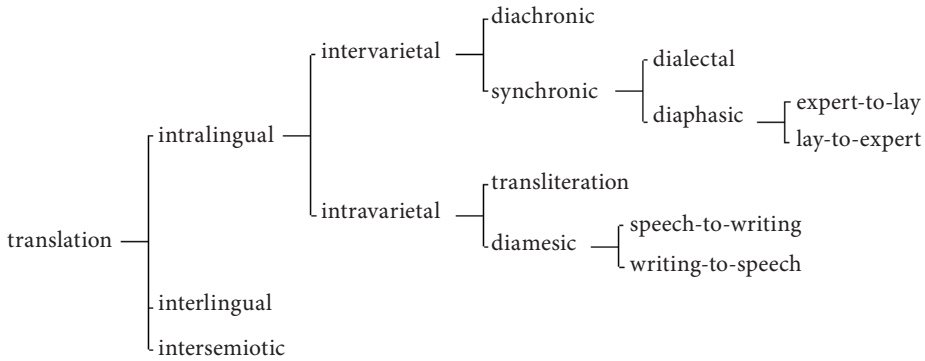 diachronic
intervarietal
dialectal
synchronic
expert-to-lay
diaphasic
lay-to-expert
intralingual
transliteration
intravarietal
speech-to-writing
translation
diamesic
writing-to-speech
interlingual
intersemiotic